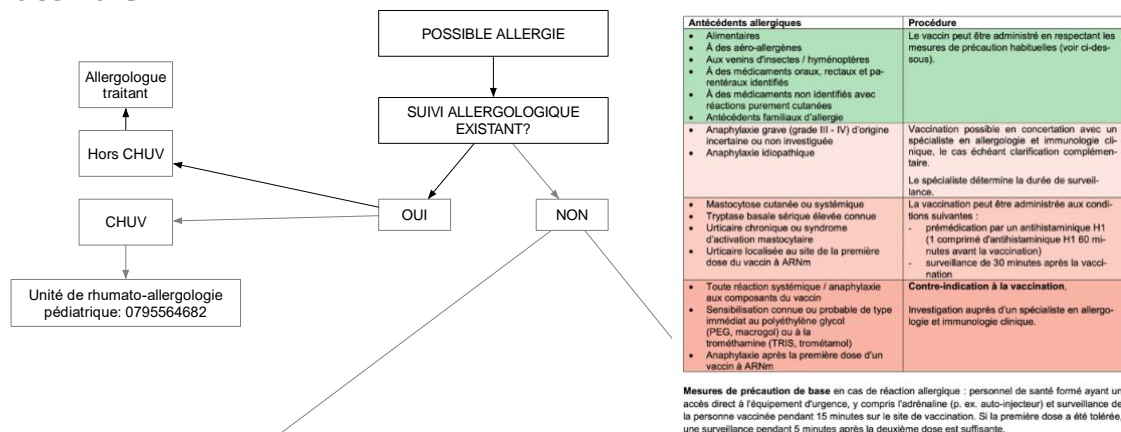 POSSIBLE ALLERGIE
SUIVI ALLERGOLOGIQUE
EXISTANT?
Allergologue
traitant
Hors CHUV
CHUV
OUI
NON
Unité de rhumato-allergologie
pédiatrique: 0795564682
Antécédents allergiques
Procédure
• Alimentaires
• À des aéro-allergènes
• Aux venins d'insectes / hyménoptères
• À des médicaments oraux, rectaux et pa-
rentéraux identifiés
• À des médicaments non identifiés avec
réactions purement cutanées
• Antécédents familiaux d'allergie
Le vaccin peut être administré en respectant les
mesures de précaution habituelles (voir ci-des-
sous).
• Anaphylaxie grave (grade III - IV) d'origine
incertaine ou non investiguée
• Anaphylaxie idiopathique
Vaccination possible en concertation avec un
spécialiste en allergologie et immunologie cli-
nique, le cas échéant clarification complémen-
taire.
Le spécialiste détermine la durée de surveil-
lance.
• Mastocytose cutanée ou systémique
• Tryptase basale sérique élevée connue
• Urticaire chronique ou syndrome
d'activation mastocytaire
• Urticaire localisée au site de la première
dose du vaccin à ARNm
La vaccination peut être administrée aux condi-
tions suivantes :
- prémédication par un antihistaminique H1
(1 comprimé d'antihistaminique H1 60 mi-
nutes avant la vaccination)
- surveillance de 30 minutes après la vacci-
nation
• Toute réaction systémique / anaphylaxie
aux composants du vaccin
• Sensibilisation connue ou probable de type
immédiat au polyéthylène glycol
(PEG, macrogol) ou à la
trométhamine (TRIS, trométamol)
• Anaphylaxie après la première dose d'un
vaccin à ARNm
Contre-indication à la vaccination,
Investigation auprès d'un spécialiste en allergo-
logie et immunologie clinique.
Mesures de précaution de base en cas de réaction allergique : personnel de santé formé ayant un
accès direct à l'équipement d'urgence, y compris l'adrénaline (p. ex. auto-injecteur) et surveillance de
la personne vaccinée pendant 15 minutes sur le site de vaccination. Si la première dose a été tolérée,
une surveillance pendant 5 minutes après la deuxième dose est suffisante.